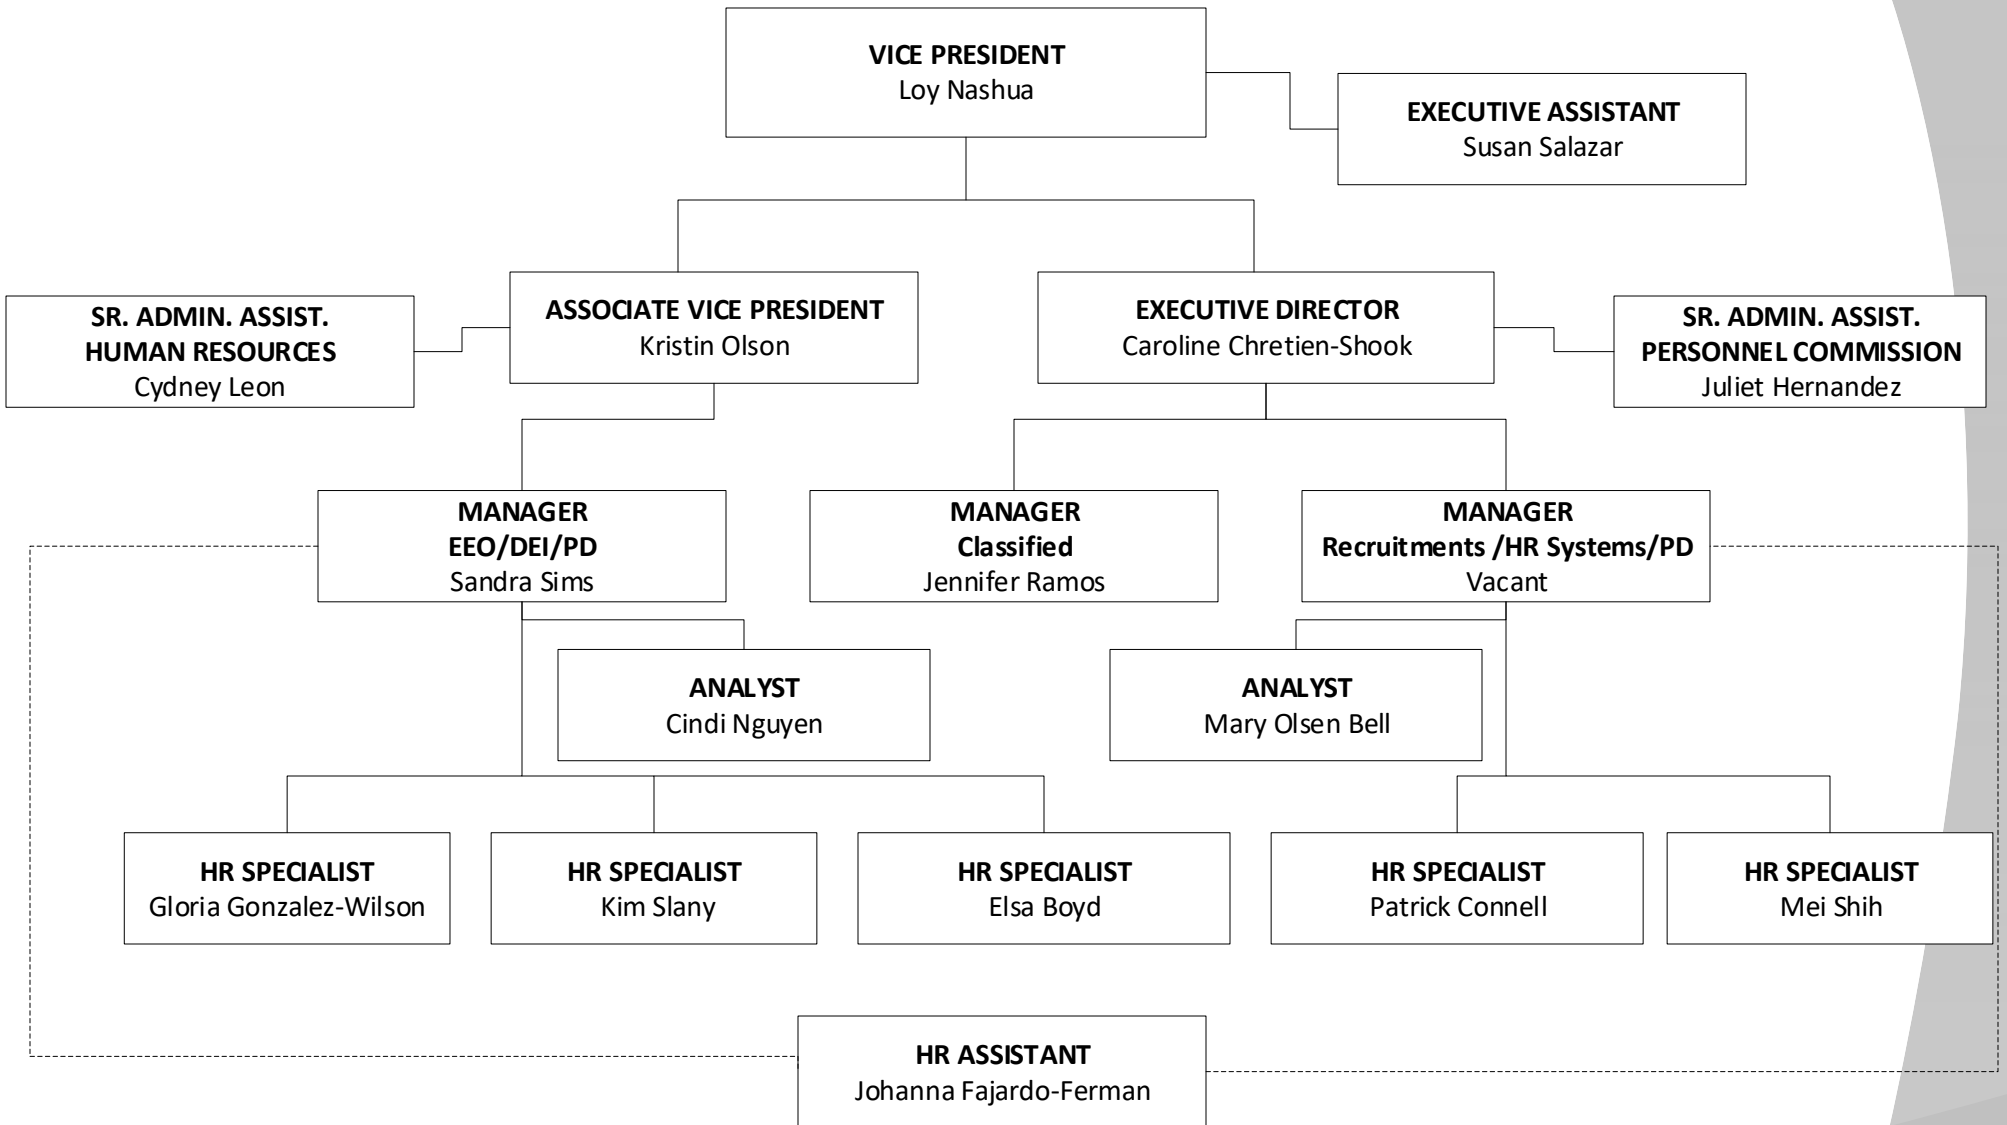 VICE PRESIDENT
Loy Nashua
EXECUTIVE ASSISTANT
Susan Salazar
SR. ADMIN. ASSIST.
HUMAN RESOURCES
Cydney Leon
ASSOCIATE VICE PRESIDENT
Kristin Olson
EXECUTIVE DIRECTOR
Caroline Chretien-Shook
SR. ADMIN. ASSIST.
PERSONNEL COMMISSION
Juliet Hernandez
MANAGER
EEO/DEI/PD
Sandra Sims
MANAGER
Classified
Jennifer Ramos
MANAGER
Recruitments /HR Systems/PD
Vacant
ANALYST
Cindi Nguyen
ANALYST
Mary Olsen Bell
HR SPECIALIST
Gloria Gonzalez-Wilson
HR SPECIALIST
Kim Slany
HR SPECIALIST
Elsa Boyd
HR SPECIALIST
Patrick Connell
HR SPECIALIST
Mei Shih
HR ASSISTANT
Johanna Fajardo-Ferman